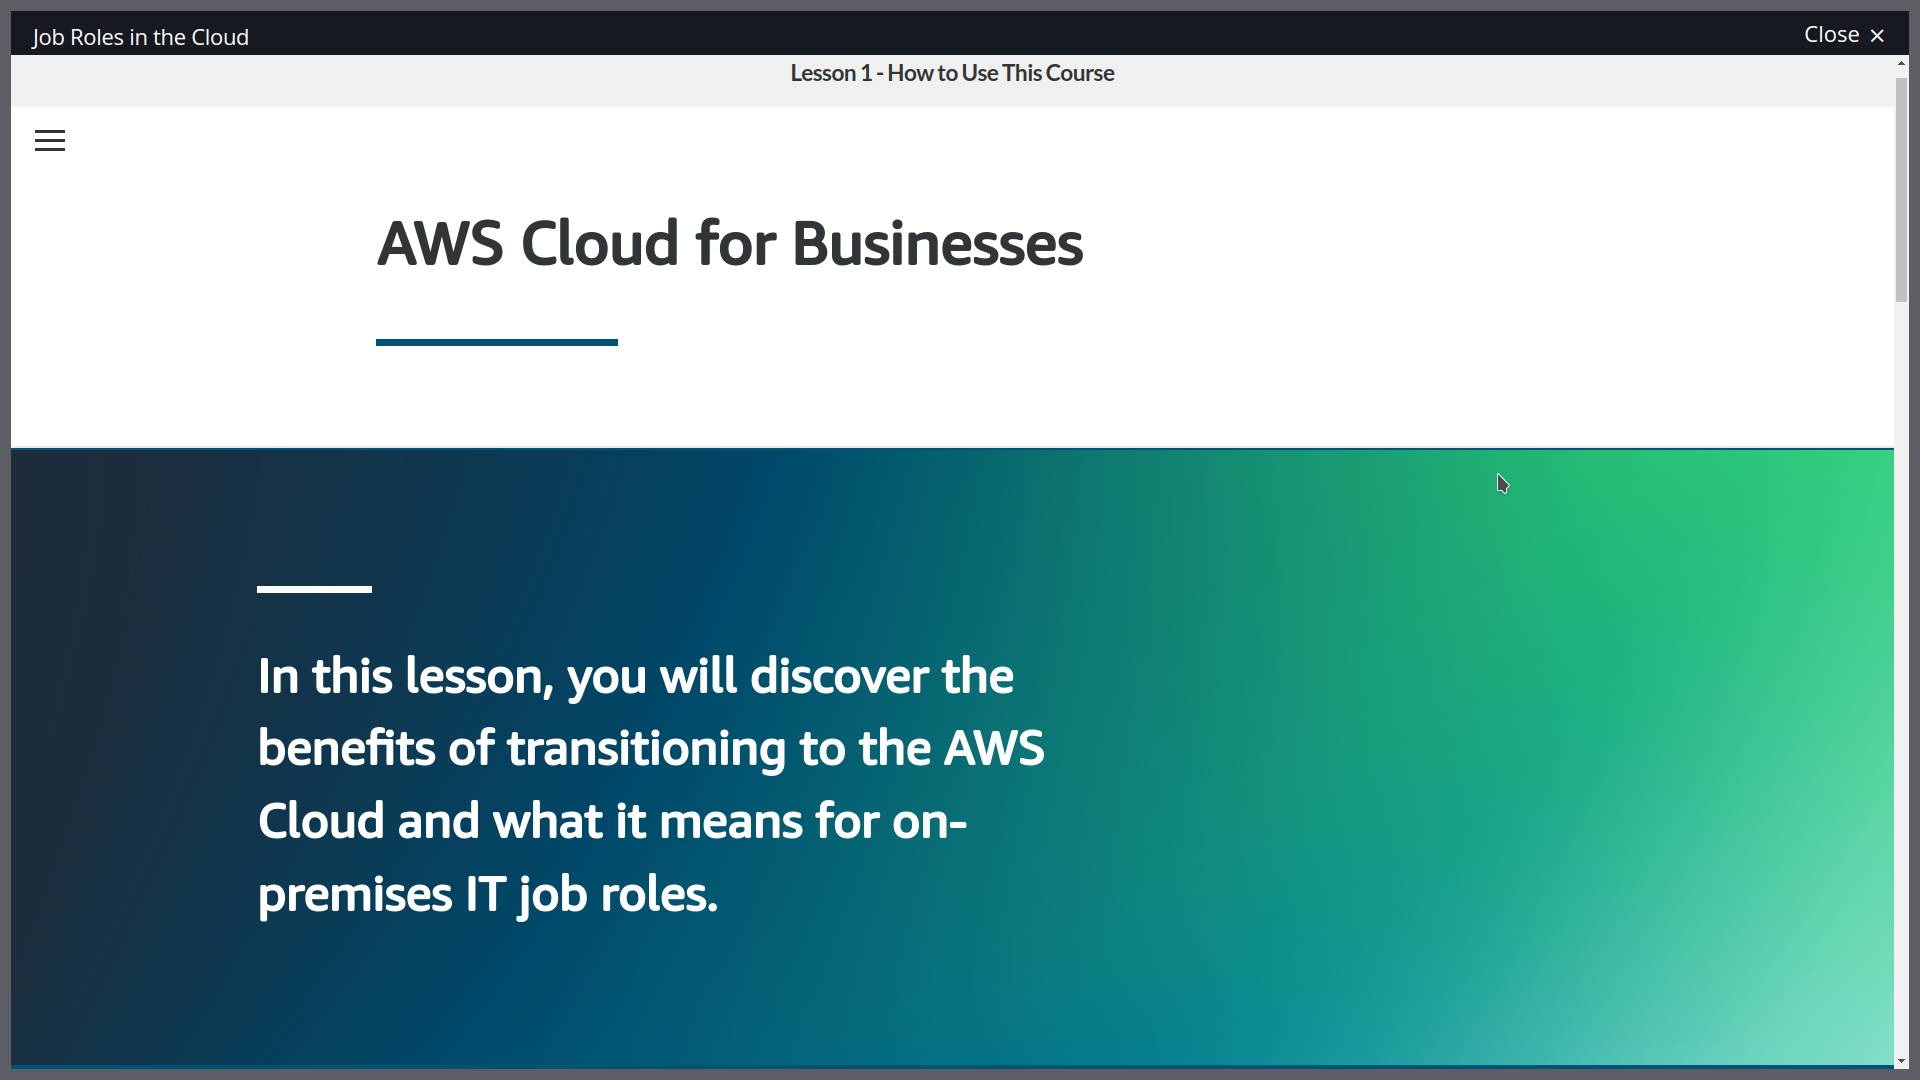 Job Roles in the Cloud
Close ×
Lesson 1 - How to Use This Course
AWS Cloud for Businesses
In this lesson, you will discover the
benefits of transitioning to the AWS
Cloud and what it means for on-
premises IT job roles.